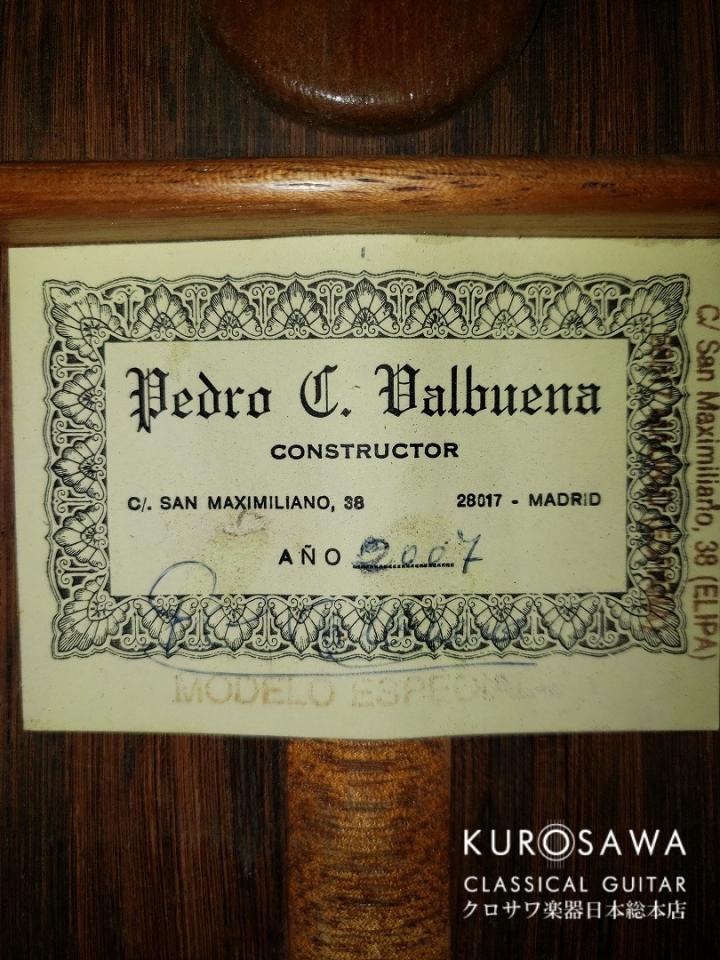 Pedro C. Valbuena
CONSTRUCTOR
C/. SAN MAXIMILIANO, 38 28017 - MADRID
AÑO 2007
MODELO ESPECIAL
C/ San Maximiliano, 38 (ELIPA)
KUROSAWA
CLASSICAL GUITAR
クロサワ楽器日本総本店